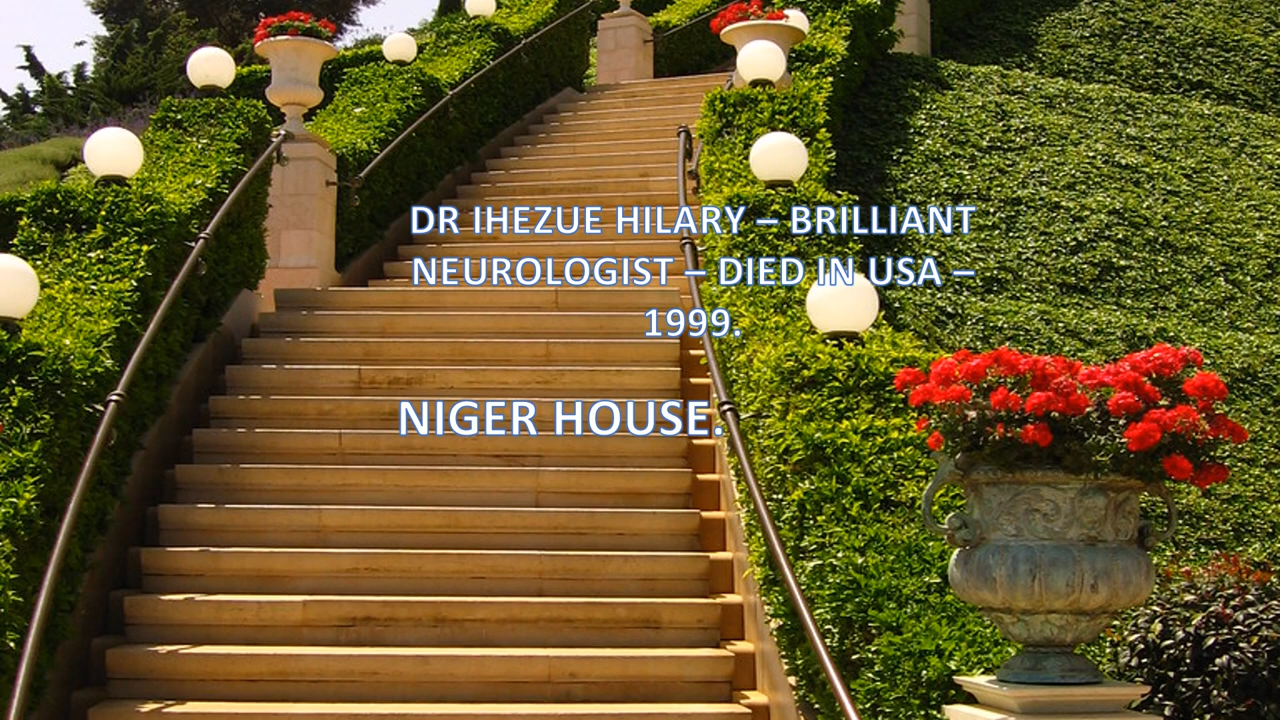 DR IHEZUE HILARY – BRILLIANT
NEUROLOGIST – DIED IN USA –
1999.
NIGER HOUSE.